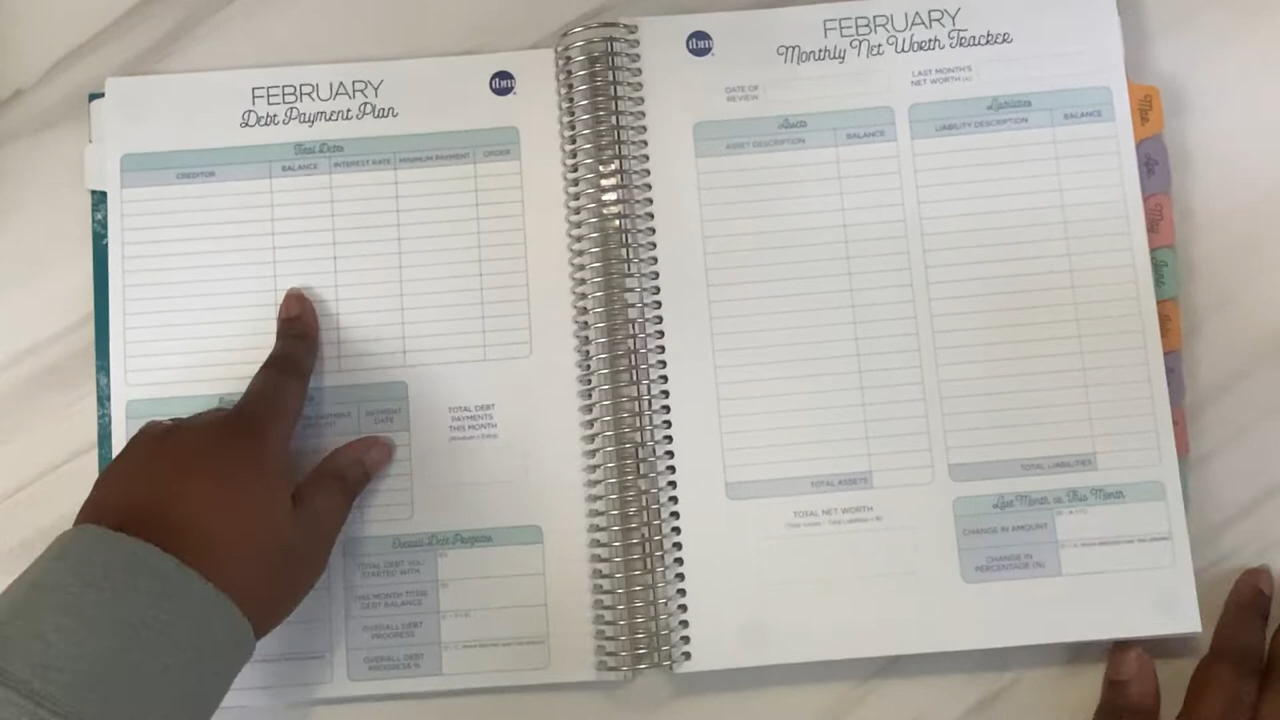 FEBRUARY
Debt Payment Plan
tbm
Total Debts
CREDITOR
BALANCE
INTEREST RATE
MINIMUM PAYMENT
ORDER
PAYMENT
DATE
TOTAL DEBT
PAYMENTS
THIS MONTH
Overall Debt Progress
TOTAL DEBT YOU
STARTED WITH
THIS MONTH TOTAL
DEBT BALANCE
OVERALL DEBT
PROGRESS
OVERALL DEBT
PROGRESS %
tbm
FEBRUARY
Monthly Net Worth Tracker
DATE OF
REVIEW
LAST MONTH'S
NET WORTH (A)
Assets
ASSET DESCRIPTION
BALANCE
TOTAL ASSETS
Liabilities
LIABILITY DESCRIPTION
BALANCE
TOTAL LIABILITIES
TOTAL NET WORTH
Last Month vs. This Month
CHANGE IN AMOUNT
CHANGE IN
PERCENTAGE (%)
Mar
Apr
May
June